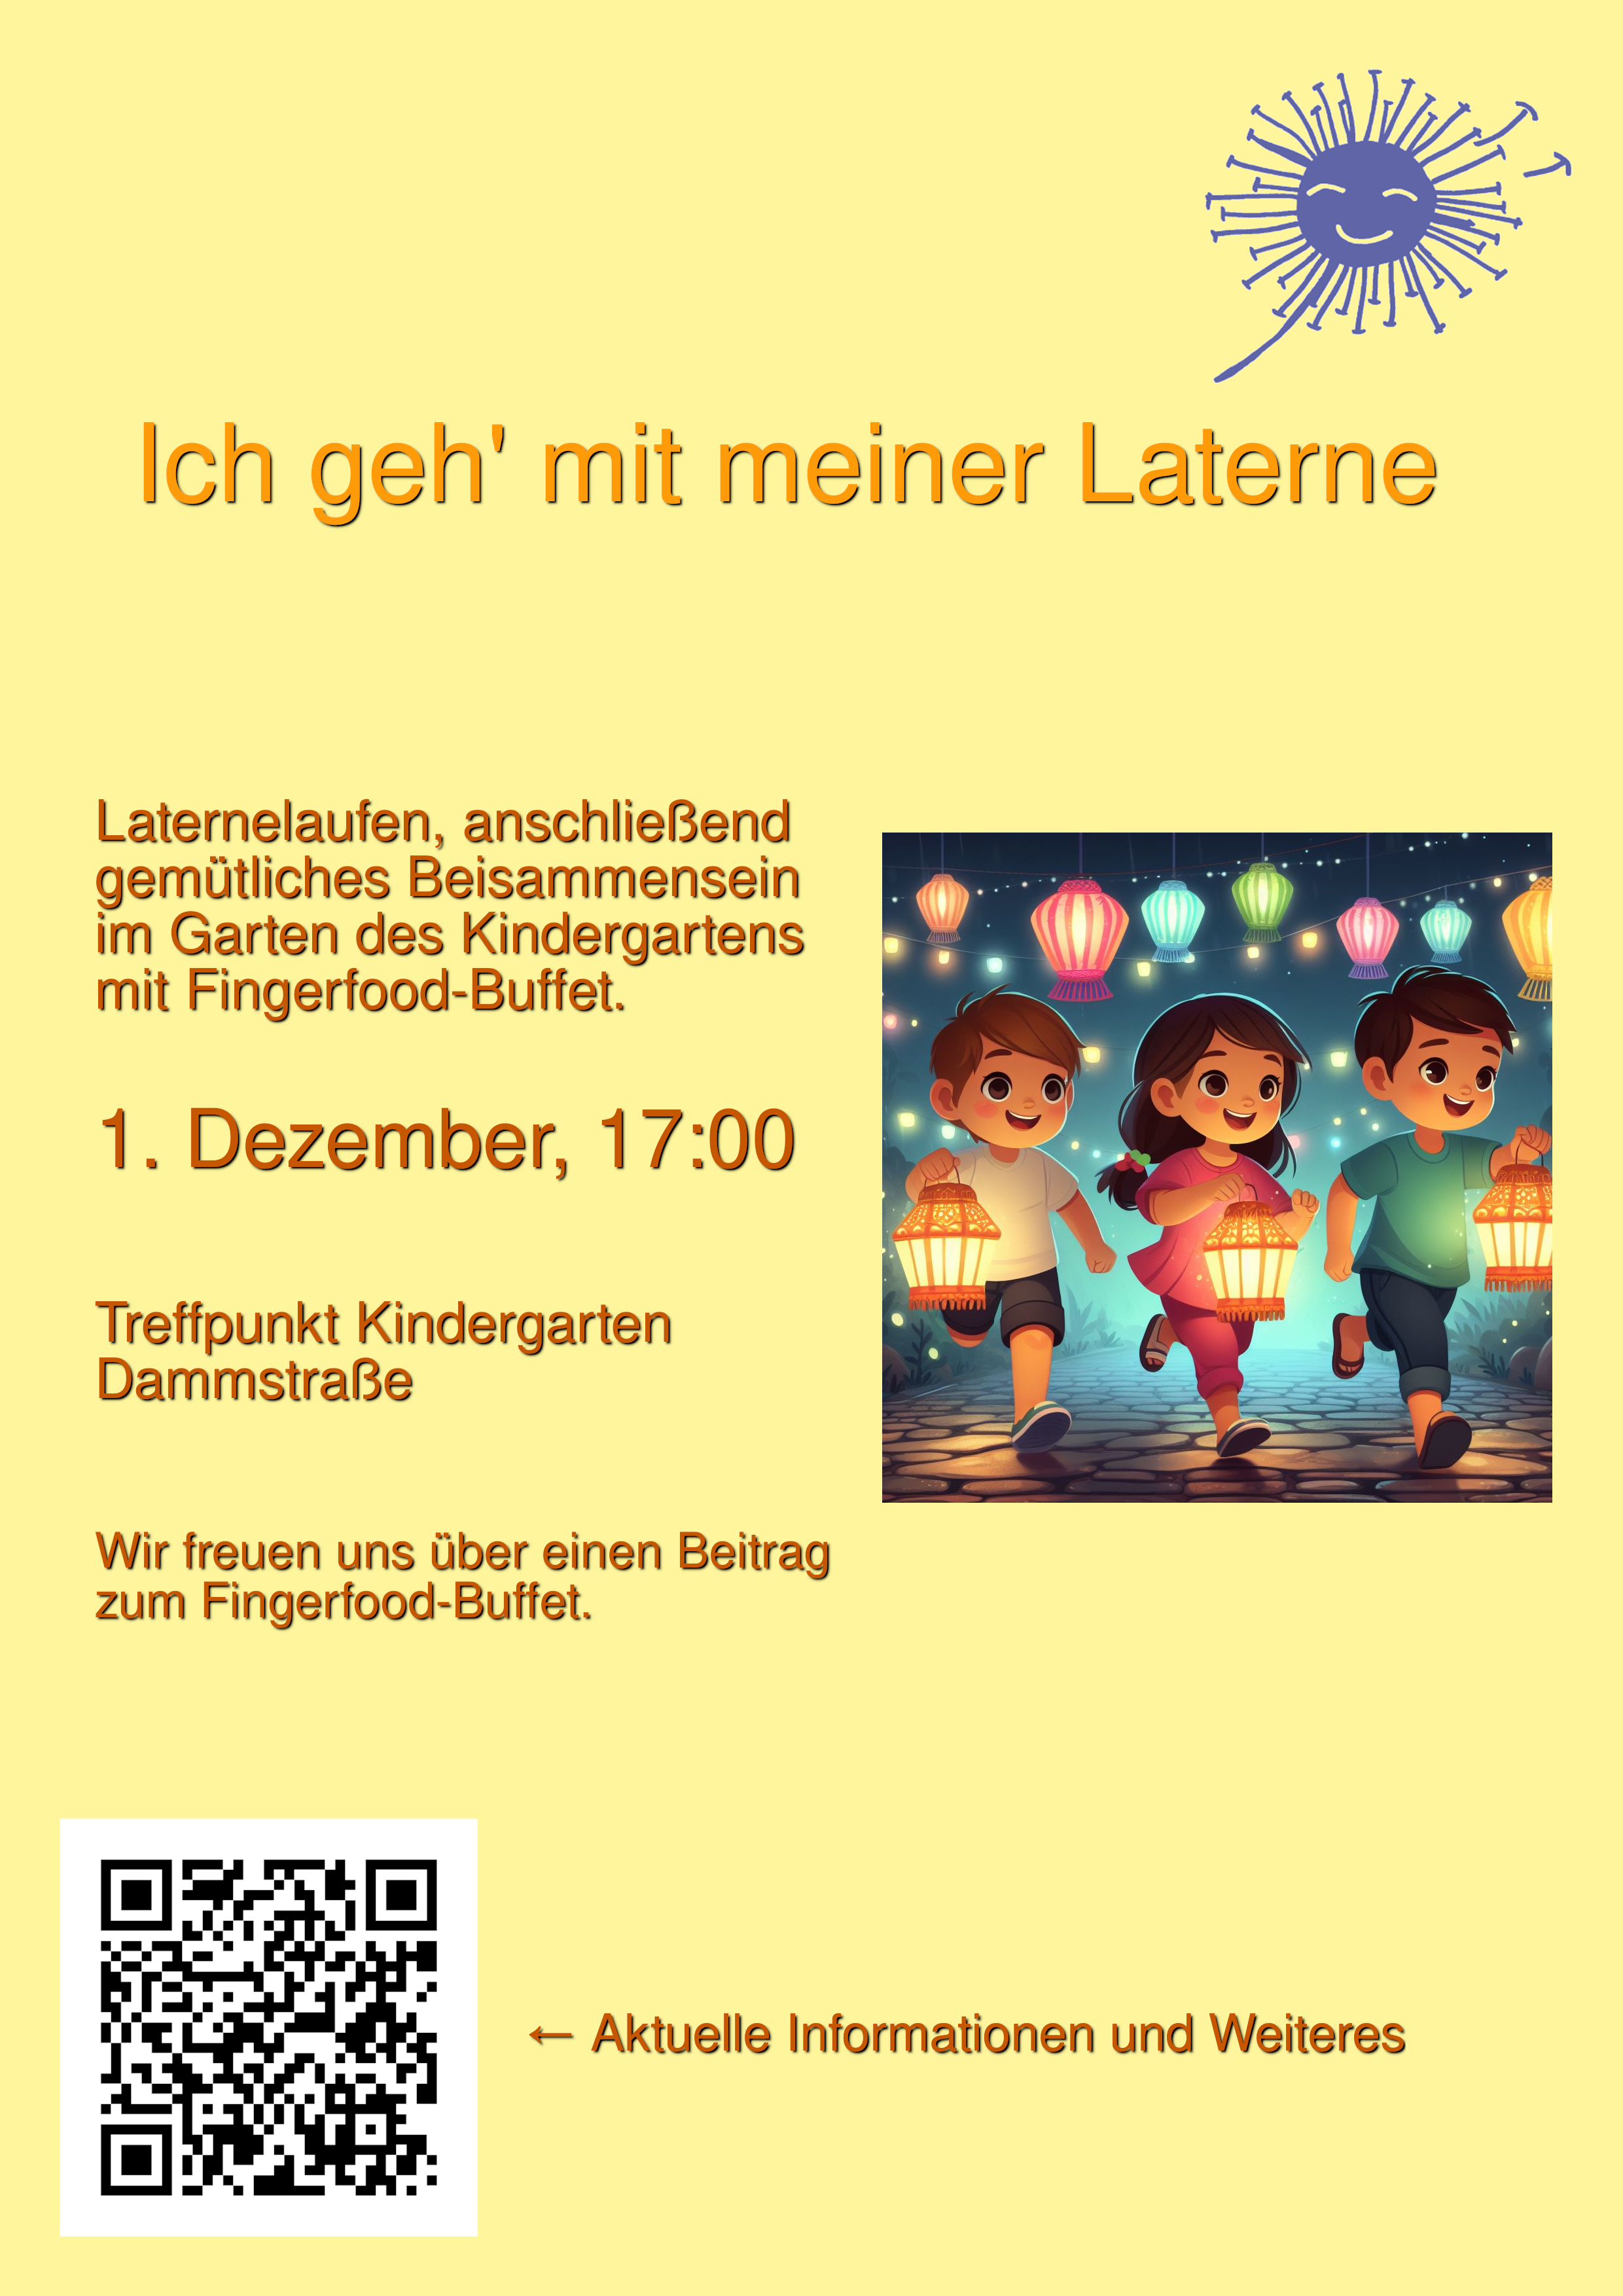 Ich geh' mit meiner Laterne
Laternelaufen, anschließend
gemütliches Beisammensein
im Garten des Kindergartens
mit Fingerfood-Buffet.
1. Dezember, 17:00
Treffpunkt Kindergarten
Dammstraße
Wir freuen uns über einen Beitrag
zum Fingerfood-Buffet.
← Aktuelle Informationen und Weiteres